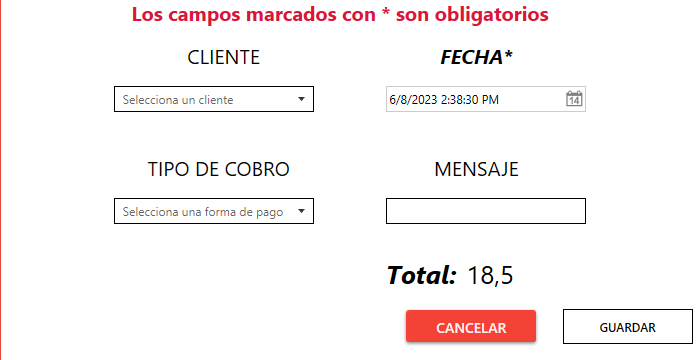 Los campos marcados con * son obligatorios
CLIENTE
FECHA*
Selecciona un cliente
6/8/2023 2:38:30 PM
14
TIPO DE COBRO
MENSAJE
Selecciona una forma de pago
Total: 18,5
CANCELAR
GUARDAR